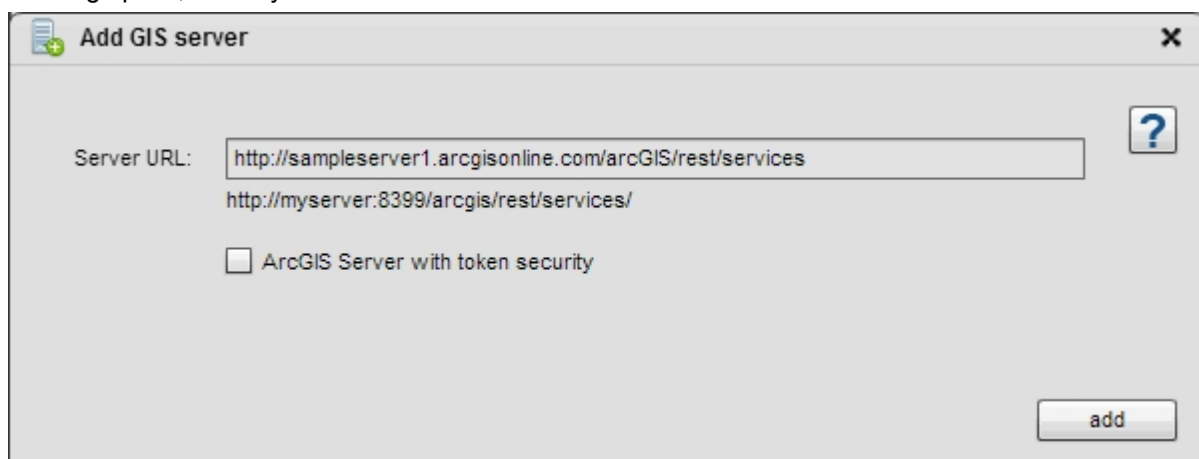 Add GIS server
?
Server URL: http://sampleserver1.arcgisonline.com/arcGIS/rest/services
http://myserver:8399/arcgis/rest/services/
ArcGIS Server with token security
add